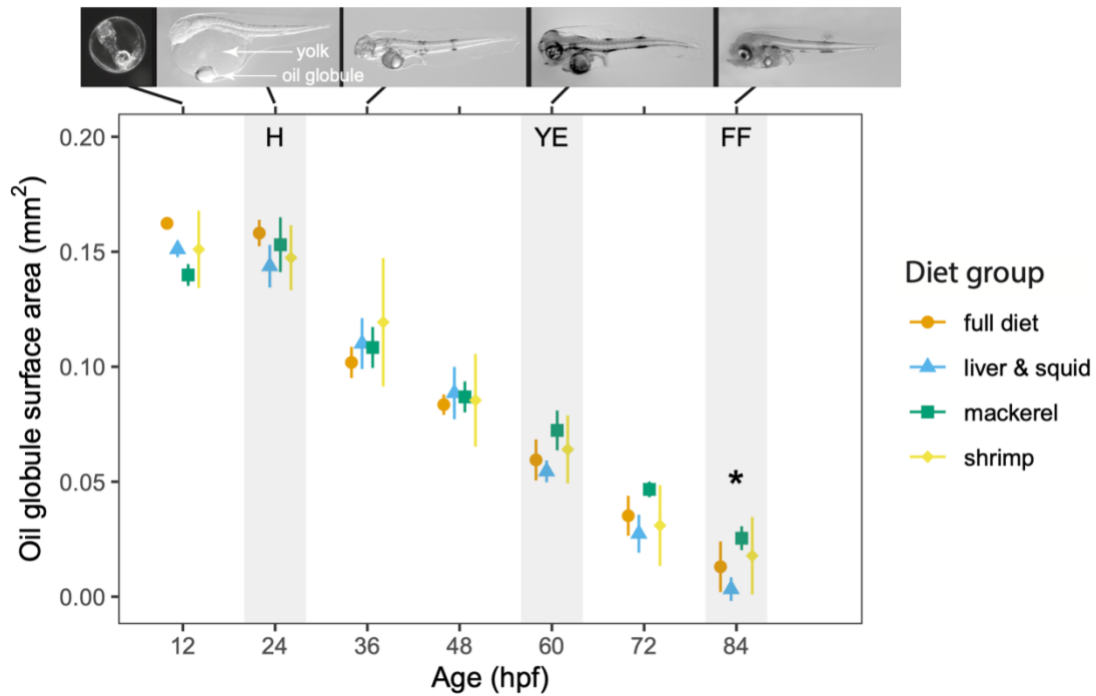 yolk
oil globule
H
YE
FF
*
0.20
0.15
0.10
0.05
0.00
Oil globule surface area (mm²)
12 24 36 48 60 72 84
Age (hpf)
Diet group
full diet
liver & squid
mackerel
shrimp